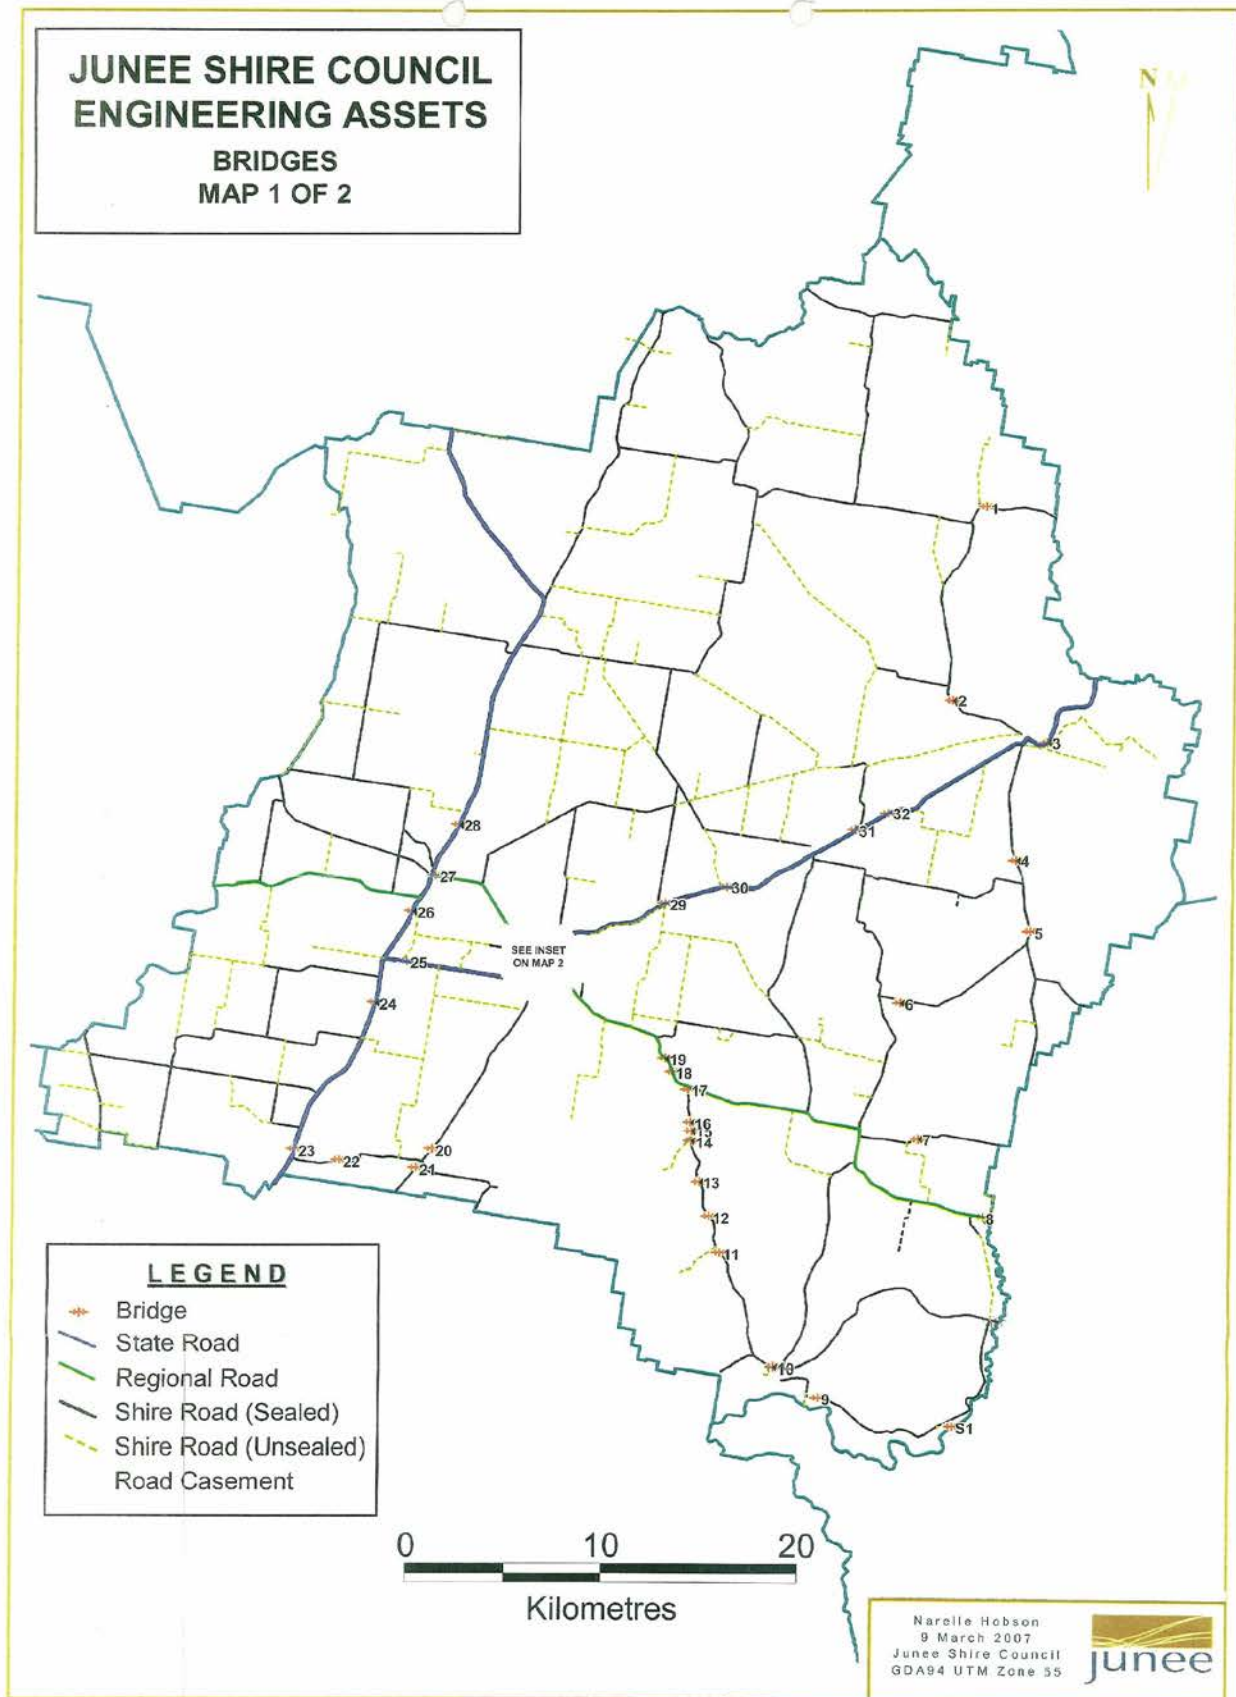 JUNEE SHIRE COUNCIL
ENGINEERING ASSETS
BRIDGES
MAP 1 OF 2
N
1
2
3
32
31
4
28
27
30
29
26
5
SEE INSET
ON MAP 2
25
24
6
19
18
17
16
15
14
7
23
22
20
21
13
12
8
11
10
9
S1
LEGEND
Bridge
State Road
Regional Road
Shire Road (Sealed)
Shire Road (Unsealed)
Road Casement
0 10 20
Kilometres
Narelle Hobson
9 March 2007
Junee Shire Council
GDA94 UTM Zone 55
junee